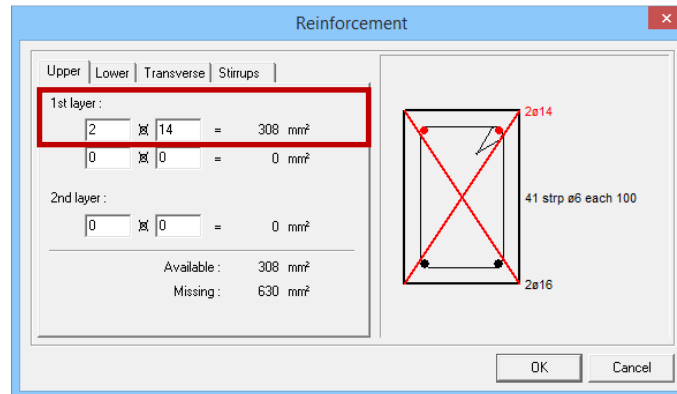 Reinforcement
x
Upper Lower Transverse Stirrups
1st layer :
2 ¤ 14 = 308 mm²
0 ¤ 0 = 0 mm²
2nd layer :
0 ¤ 0 = 0 mm²
Available : 308 mm²
Missing : 630 mm²
2ø14
41 strp ø6 each 100
2ø16
OK Cancel